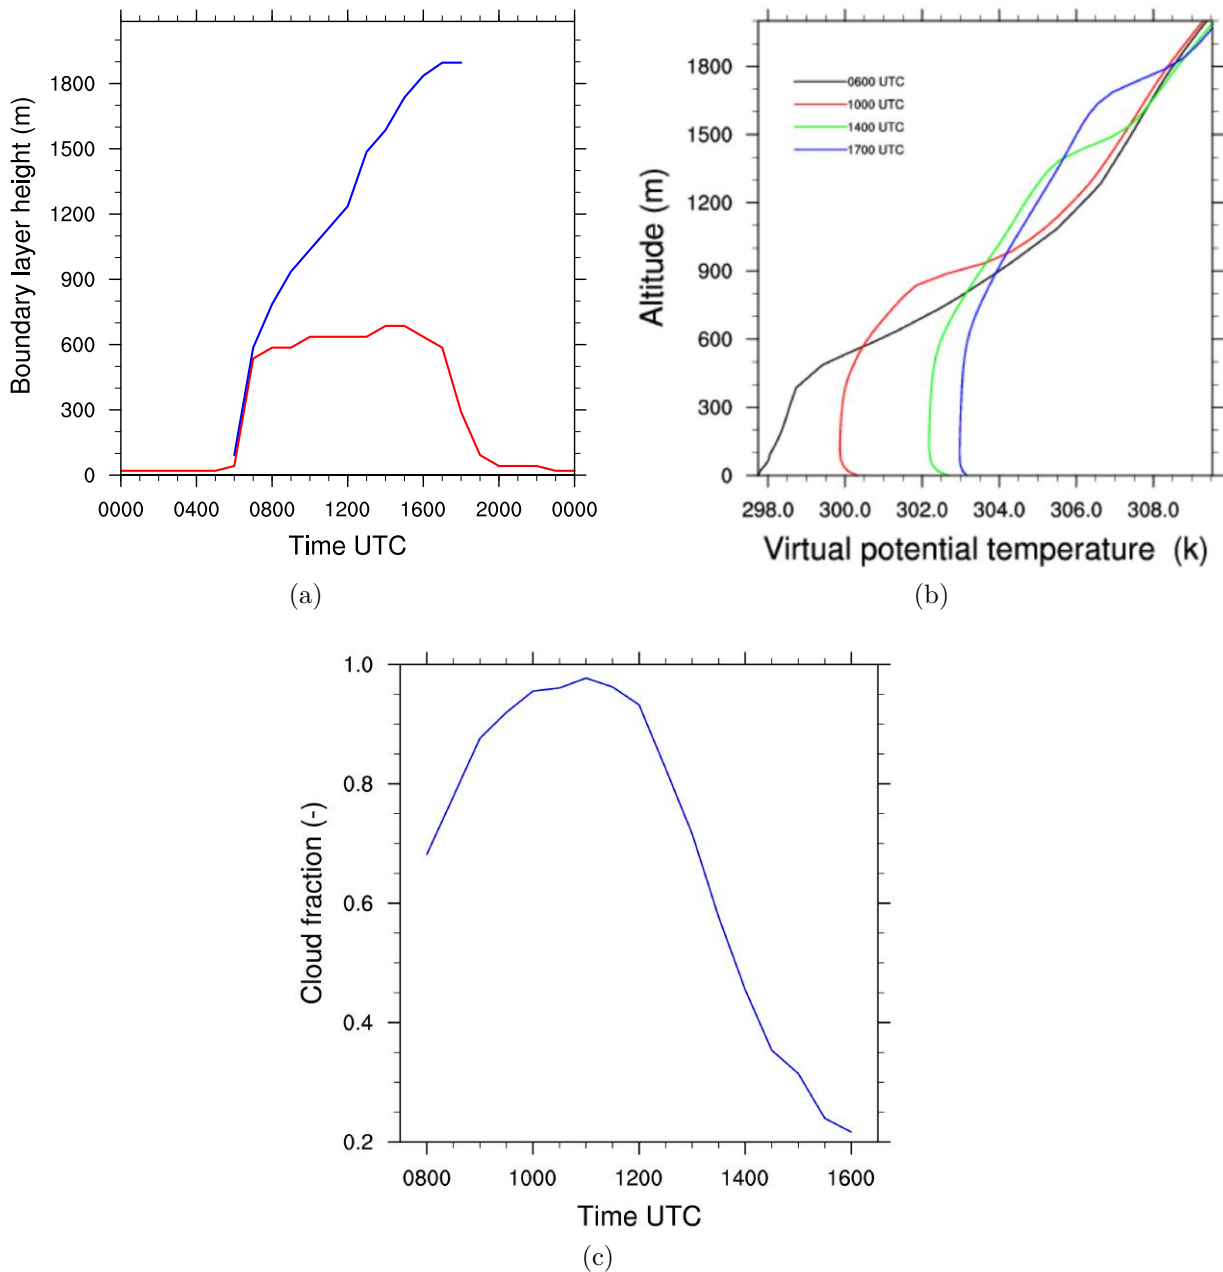 Boundary layer height (m)
1800
1500
1200
900
600
300
0
0000 0400 0800 1200 1600 2000 0000
Time UTC
(a)
Altitude (m)
1800
1500
1200
900
600
300
0
0600 UTC
1000 UTC
1400 UTC
1700 UTC
298.0 300.0 302.0 304.0 306.0 308.0
Virtual potential temperature (k)
(b)
Cloud fraction (-)
1.0
0.8
0.6
0.4
0.2
0800 1000 1200 1400 1600
Time UTC
(c)